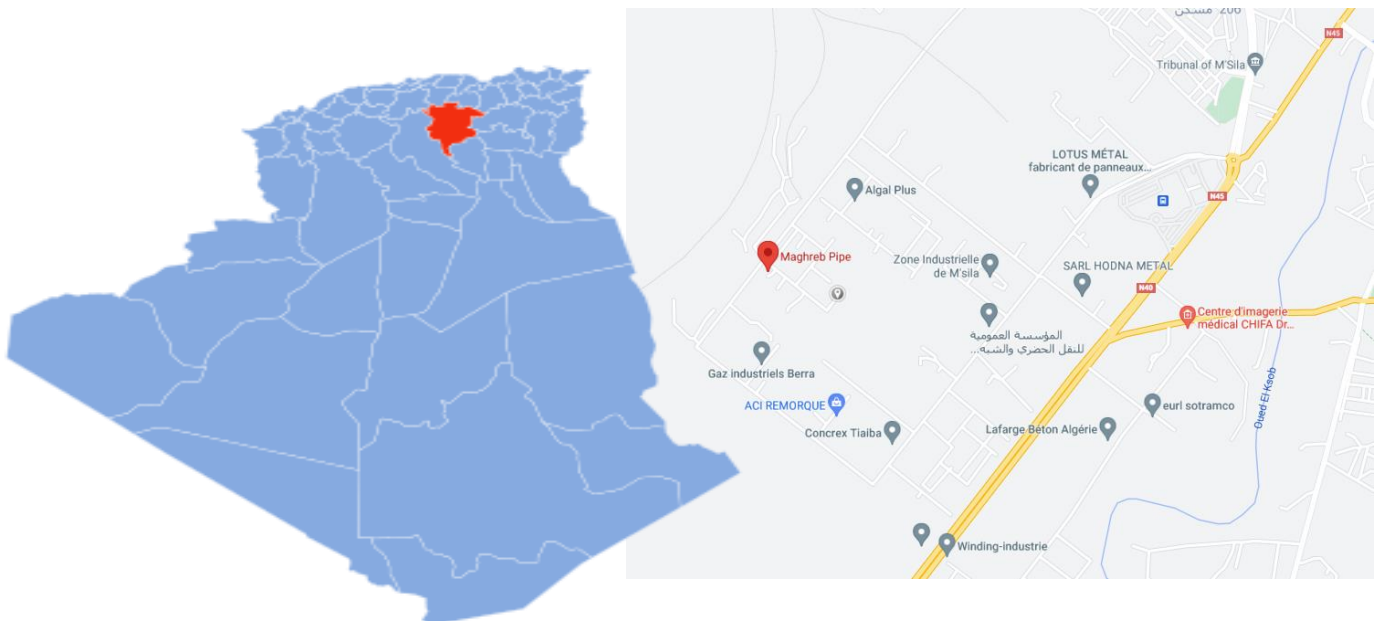 206 مسكن
N45
Tribunal of M'Sila
LOTUS MÉTAL
fabricant de panneaux...
Algal Plus
N45
Maghreb Pipe
Zone Industrielle
de M'sila
SARL HODNA METAL
N40
Centre d'imagerie
médical CHIFA Dr...
المؤسسة العمومية
للنقل الحضري والشبه...
Gaz industriels Berra
ACI REMORQUE
eurl sotramco
Concrex Tiaiba
Lafarge Béton Algérie
Oued El Ksob
Winding-industrie